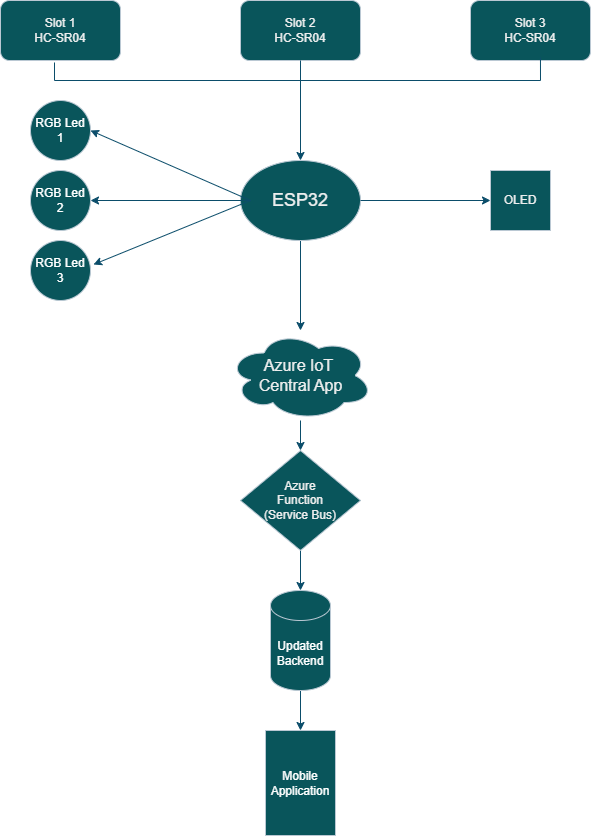 Slot 1
HC-SR04
Slot 2
HC-SR04
Slot 3
HC-SR04
RGB Led
1
RGB Led
2
RGB Led
3
ESP32
OLED
Azure IoT
Central App
Azure
Function
(Service Bus)
Updated
Backend
Mobile
Application